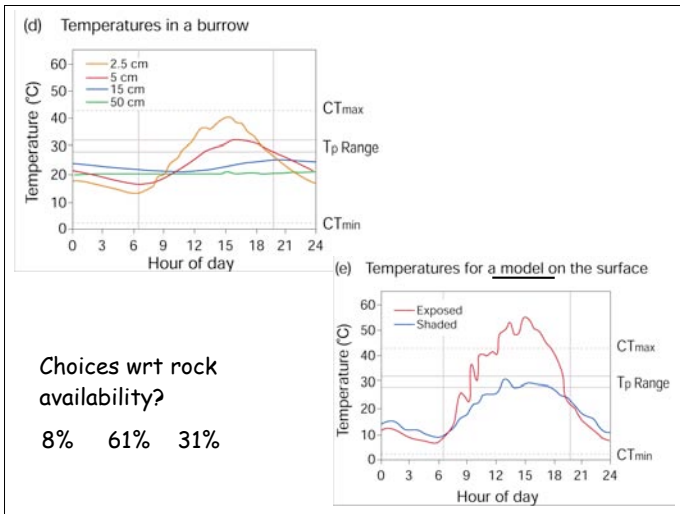 (d) Temperatures in a burrow
60
50
40
30
20
10
0
Temperature (˚C)
2.5 cm
5 cm
15 cm
50 cm
CTmax
Tp Range
CTmin
0 3 6 9 12 15 18 21 24
Hour of day
(e) Temperatures for a model on the surface
60
50
40
30
20
10
0
Temperature (˚C)
Exposed
Shaded
CTmax
Tp Range
CTmin
0 3 6 9 12 15 18 21 24
Hour of day
Choices wrt rock
availability?
8% 61% 31%